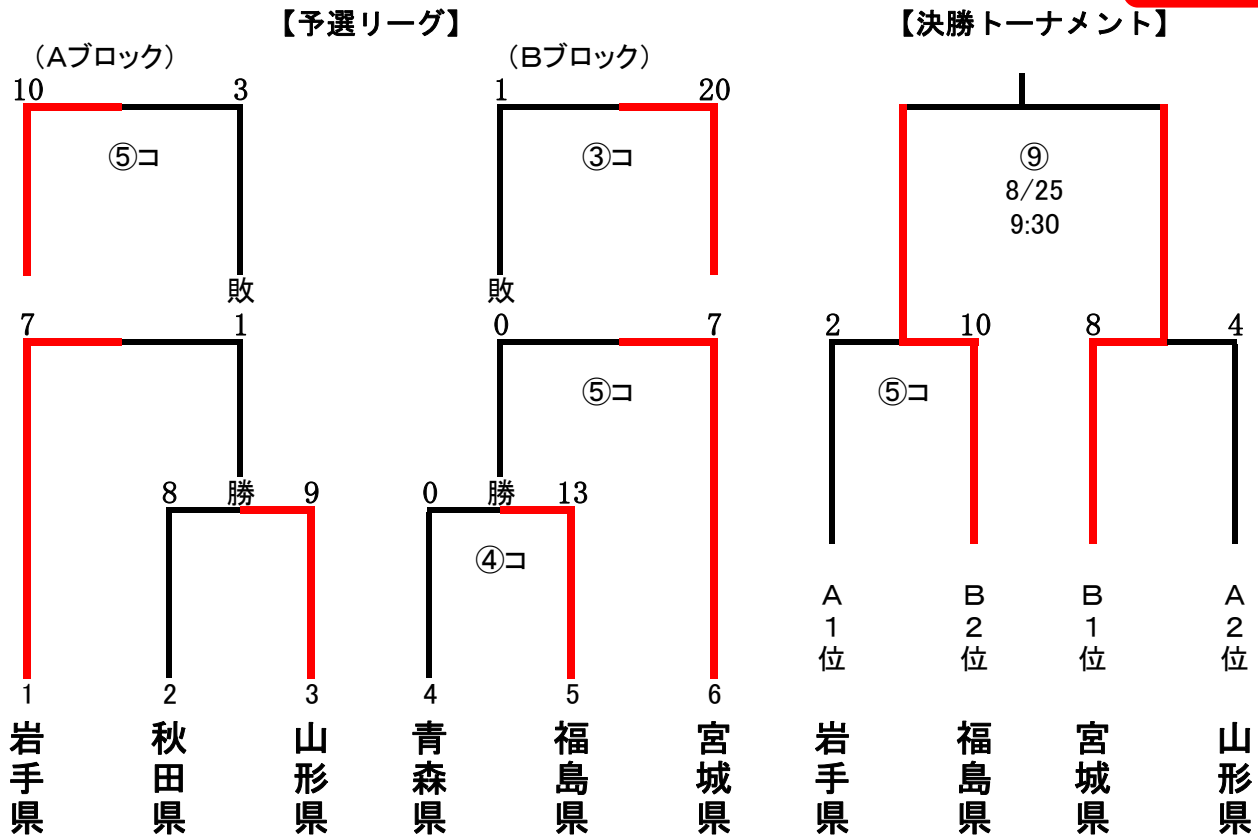 【予選リーグ】
【決勝トーナメント】
（Aブロック）
（Bブロック）
10
3
1
20
⑤コ
③コ
⑨
8/25
9:30
敗
敗
7
1
0
7
2
10
8
4
⑤コ
⑤コ
8
勝
9
0
勝
13
④コ
A1位
B2位
B1位
A2位
1
2
3
4
5
6
岩手県
秋田県
山形県
青森県
福島県
宮城県
岩手県
福島県
宮城県
山形県